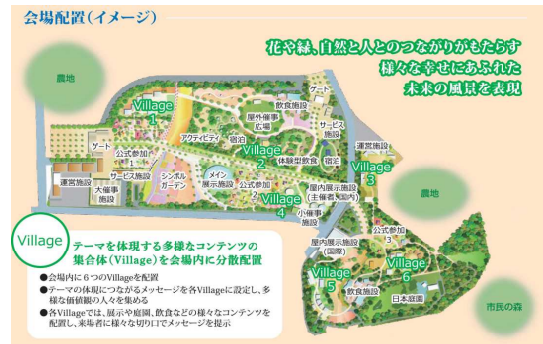 会場配置(イメージ)
花や緑、自然と人とのつながりがもたらす
様々な幸せにあふれた
未来の風景を表現
農地
ゲート
飲食施設
Village
1
屋外催事
広場
サービス
施設
アクティビティ
宿泊
ゲート
公式参加
1
Village
2
体験型飲食
宿泊
運営施設
Village
3
サービス施設
シンボル
ガーデン
メイン
展示施設
公式参加
2
屋内展示施設
(主催者、国内)
農地
運営施設
大催事
施設
Village
4
小催事
施設
公式参加
3
屋内展示施設
(国際)
Village
5
Village
6
飲食施設
日本庭園
市民の森
Village
テーマを体現する多様なコンテンツの
集合体(Village)を会場内に分散配置
●会場内に6つのVillageを配置
●テーマの体現につながるメッセージを各Villageに設定し、多
様な価値観の人々を集める
●各Villageでは、展示や庭園、飲食などの様々なコンテンツを
配置し、来場者に様々な切り口でメッセージを提示